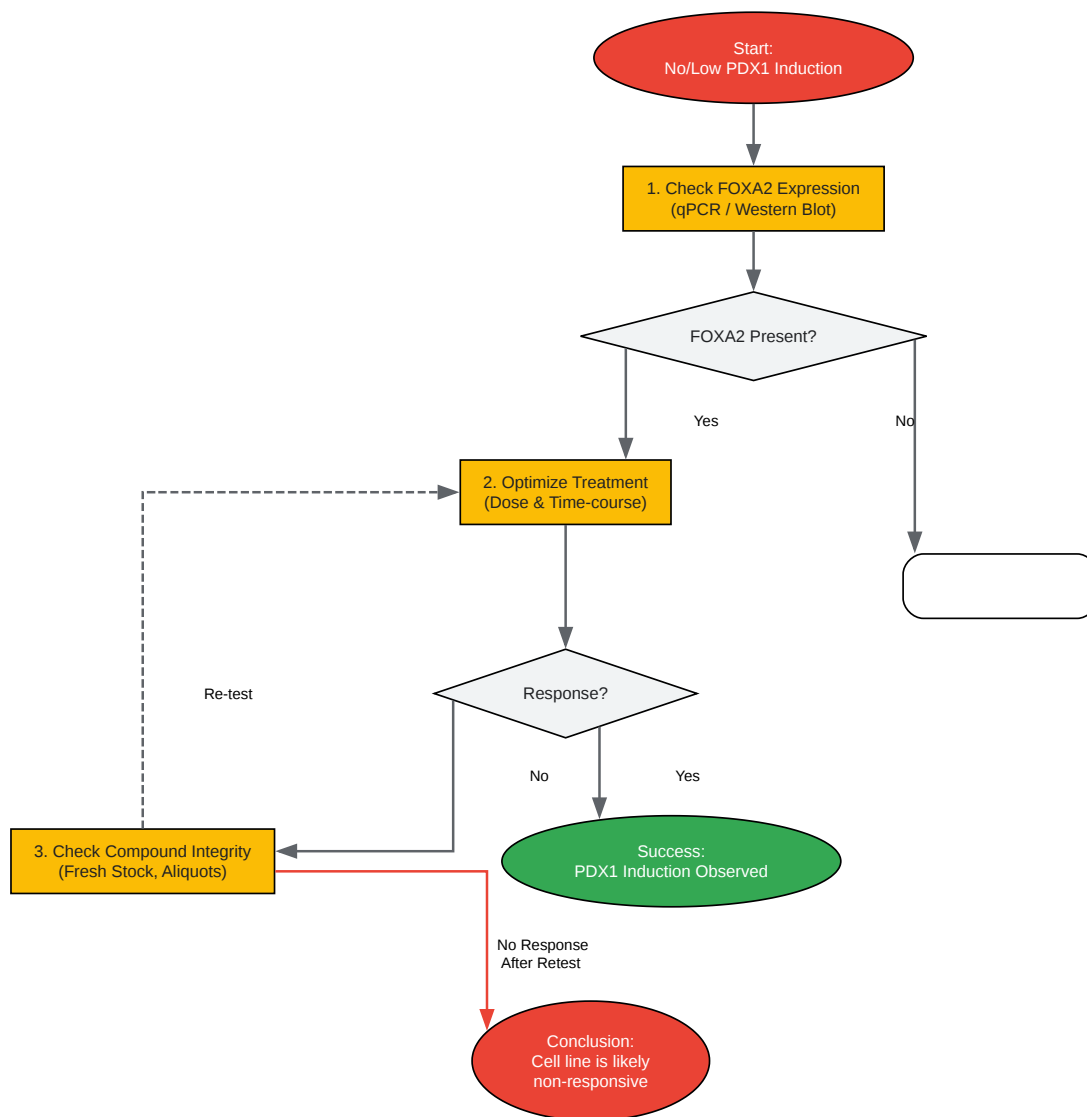 Start:
No/Low PDX1 Induction
1. Check FOXA2 Expression
(qPCR / Western Blot)
FOXA2 Present?
Yes
No
2. Optimize Treatment
(Dose & Time-course)
Re-test
Response?
No
Yes
3. Check Compound Integrity
(Fresh Stock, Aliquots)
Success:
PDX1 Induction Observed
No Response
After Retest
Conclusion:
Cell line is likely
non-responsive